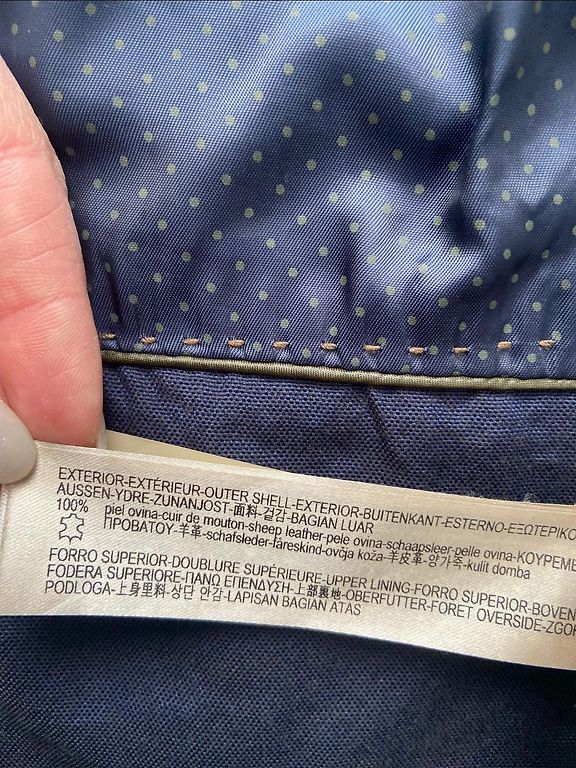 EXTERIOR-EXTÉRIEUR-OUTER SHELL-EXTERIOR-BUITENKANT-ESTERNO-ΕΞΩΤΕΡΙΚΟ
AUSSEN-YDRE-ZUNANJOST-面料-겉감-BAGIAN LUAR
100% piel ovina-cuir de mouton-sheep leather-pele ovina-schaapsleer-pelle ovina-ΚΟΥΡΕΜΕ
ΠΡΟΒΑΤΟΥ-羊革-schafsleder-fåreskind-ovčja koža-羊皮革-양가죽-kulit domba
FORRO SUPERIOR-DOUBLURE SUPÉRIEURE-UPPER LINING-FORRO SUPERIOR-BOVEN
FODERA SUPERIORE-ΠΑΝΩ ΕΠΕΝΔΥΣΗ-上部裏地-OBERFUTTER-FORET OVERSIDE-ZGOR
PODLOGA-上身里料-상단 안감-LAPISAN BAGIAN ATAS